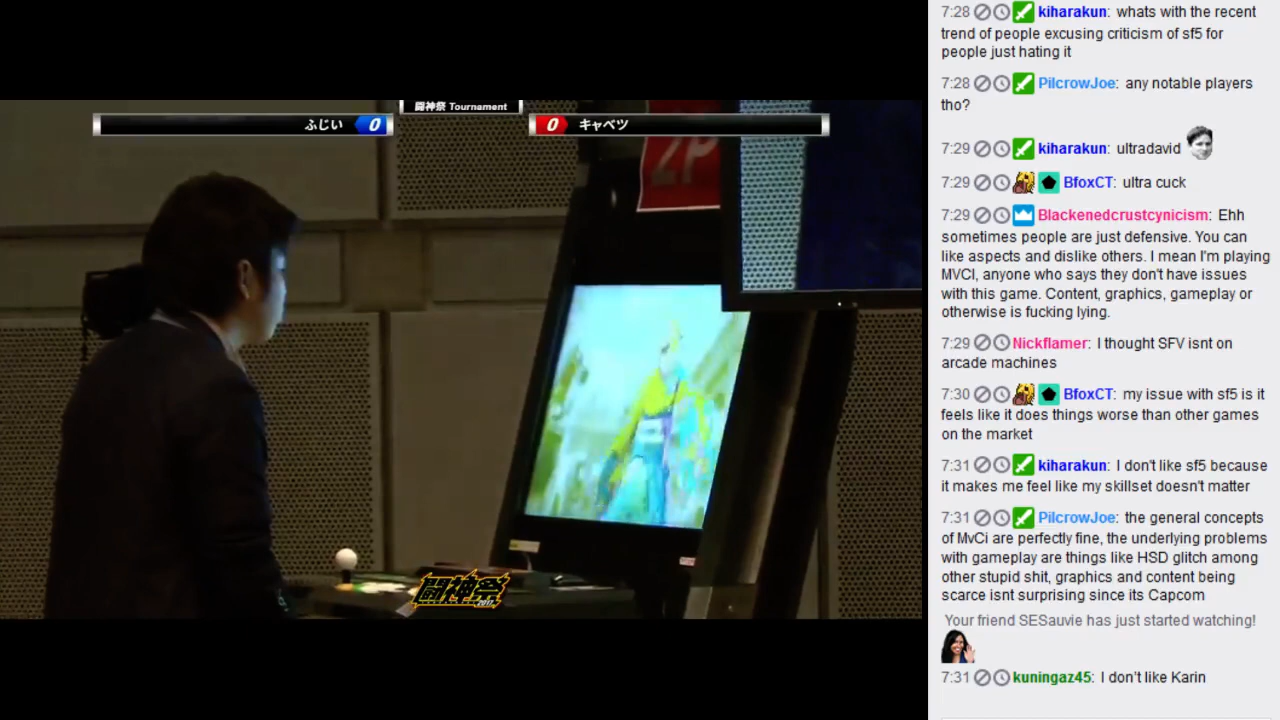 闘神祭 Tournament
ふじい 0
0 キャベツ
2P
闘神祭
2017
7:28 kiharakun: whats with the recent
trend of people excusing criticism of sf5 for
people just hating it
7:28 PilcrowJoe: any notable players
tho?
7:29 kiharakun: ultradavid
7:29 BfoxCT: ultra cuck
7:29 Blackenedcrustcynicism: Ehh
sometimes people are just defensive. You can
like aspects and dislike others. I mean I'm playing
MVCI, anyone who says they don't have issues
with this game. Content, graphics, gameplay or
otherwise is fucking lying.
7:29 Nickflamer: I thought SFV isnt on
arcade machines
7:30 BfoxCT: my issue with sf5 is it
feels like it does things worse than other games
on the market
7:31 kiharakun: I don't like sf5 because
it makes me feel like my skillset doesn't matter
7:31 PilcrowJoe: the general concepts
of MvCi are perfectly fine, the underlying problems
with gameplay are things like HSD glitch among
other stupid shit, graphics and content being
scarce isnt surprising since its Capcom
Your friend SESauvie has just started watching!
7:31 kuningaz45: I don't like Karin